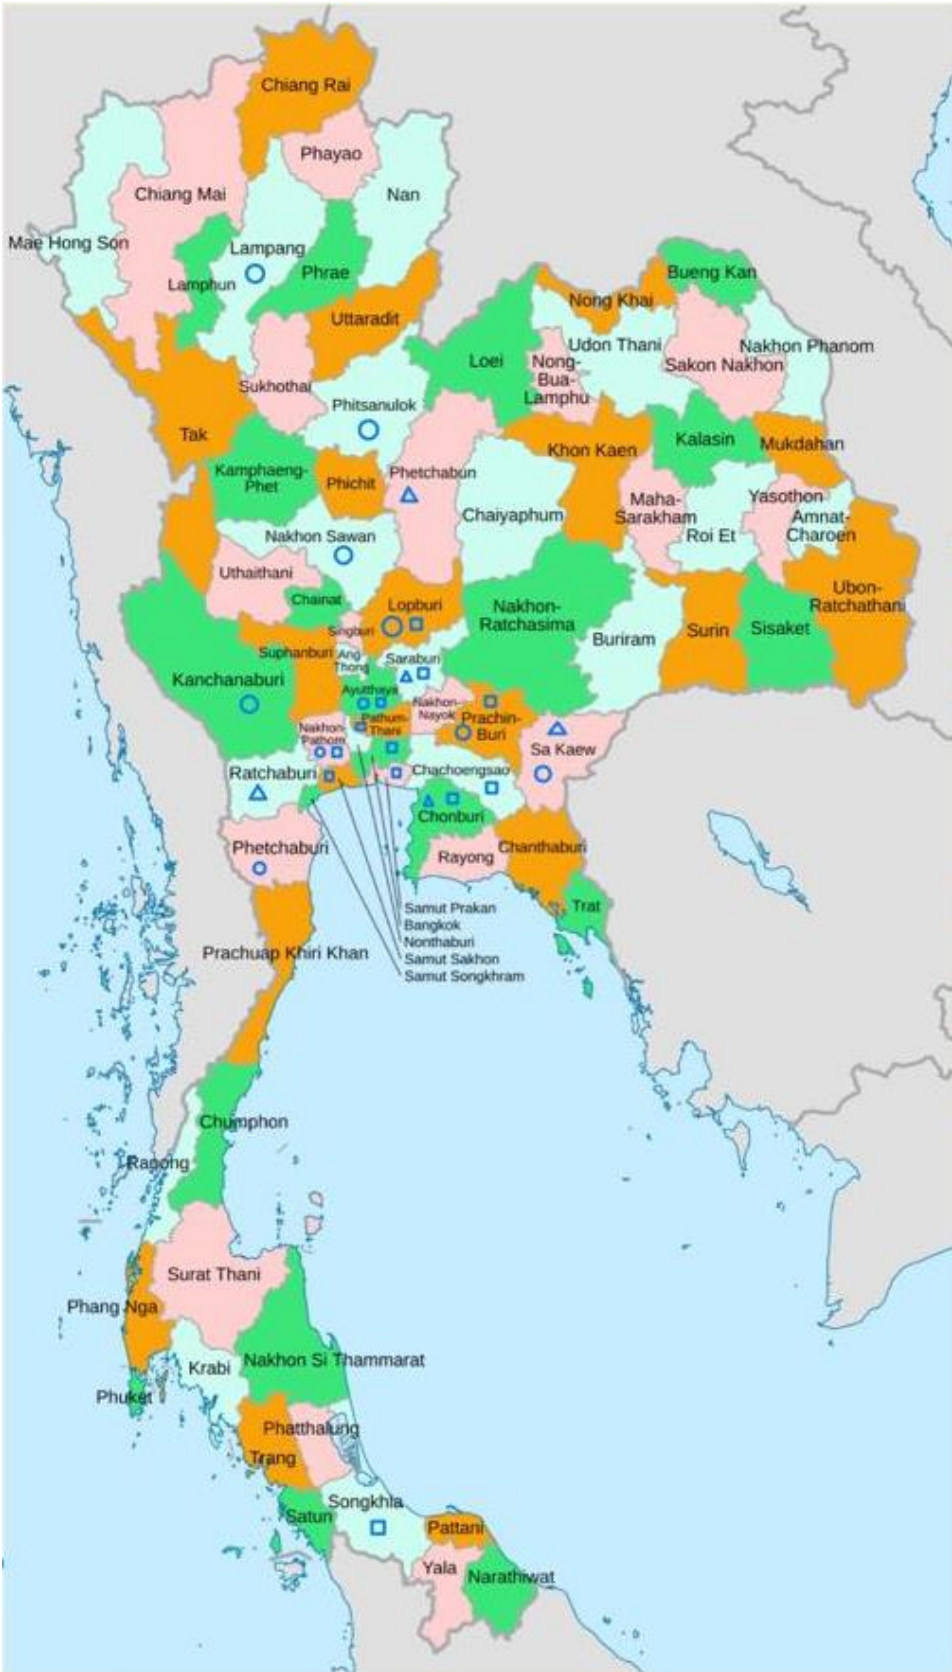 Chiang Rai
Phayao
Chiang Mai
Nan
Mae Hong Son
Lampang
Phrae
Lamphun
Bueng Kan
Nong Khai
Uttaradit
Udon Thani
Nakhon Phanom
Loei
Nong-
Bua-
Lamphu
Sakon Nakhon
Sukhothai
Phitsanulok
Tak
Khon Kaen
Kalasin
Mukdahan
Kamphaeng-
Phet
Phichit
Phetchabun
Chaiyaphum
Maha-
Sarakham
Roi Et
Yasothon
Amnat-
Charoen
Nakhon Sawan
Uthaithani
Chainat
Lopburi
Singburi
Nakhon-
Ratchasima
Buriram
Surin
Sisaket
Ubon-
Ratchathani
Suphanburi
Ang
Thong
Saraburi
Kanchanaburi
Ayutthaya
Nakhon-
Nayok
Pathum-
Thani
Prachin-
Buri
Nakhon-
Pathom
Sa Kaew
Ratchaburi
Chachoengsao
Chonburi
Phetchaburi
Rayong
Chanthaburi
Trat
Samut Prakan
Bangkok
Nonthaburi
Samut Sakhon
Samut Songkhram
Prachuap Khiri Khan
Chumphon
Ranong
Surat Thani
Phang Nga
Nakhon Si Thammarat
Krabi
Phuket
Phatthalung
Trang
Songkhla
Satun
Pattani
Yala
Narathiwat